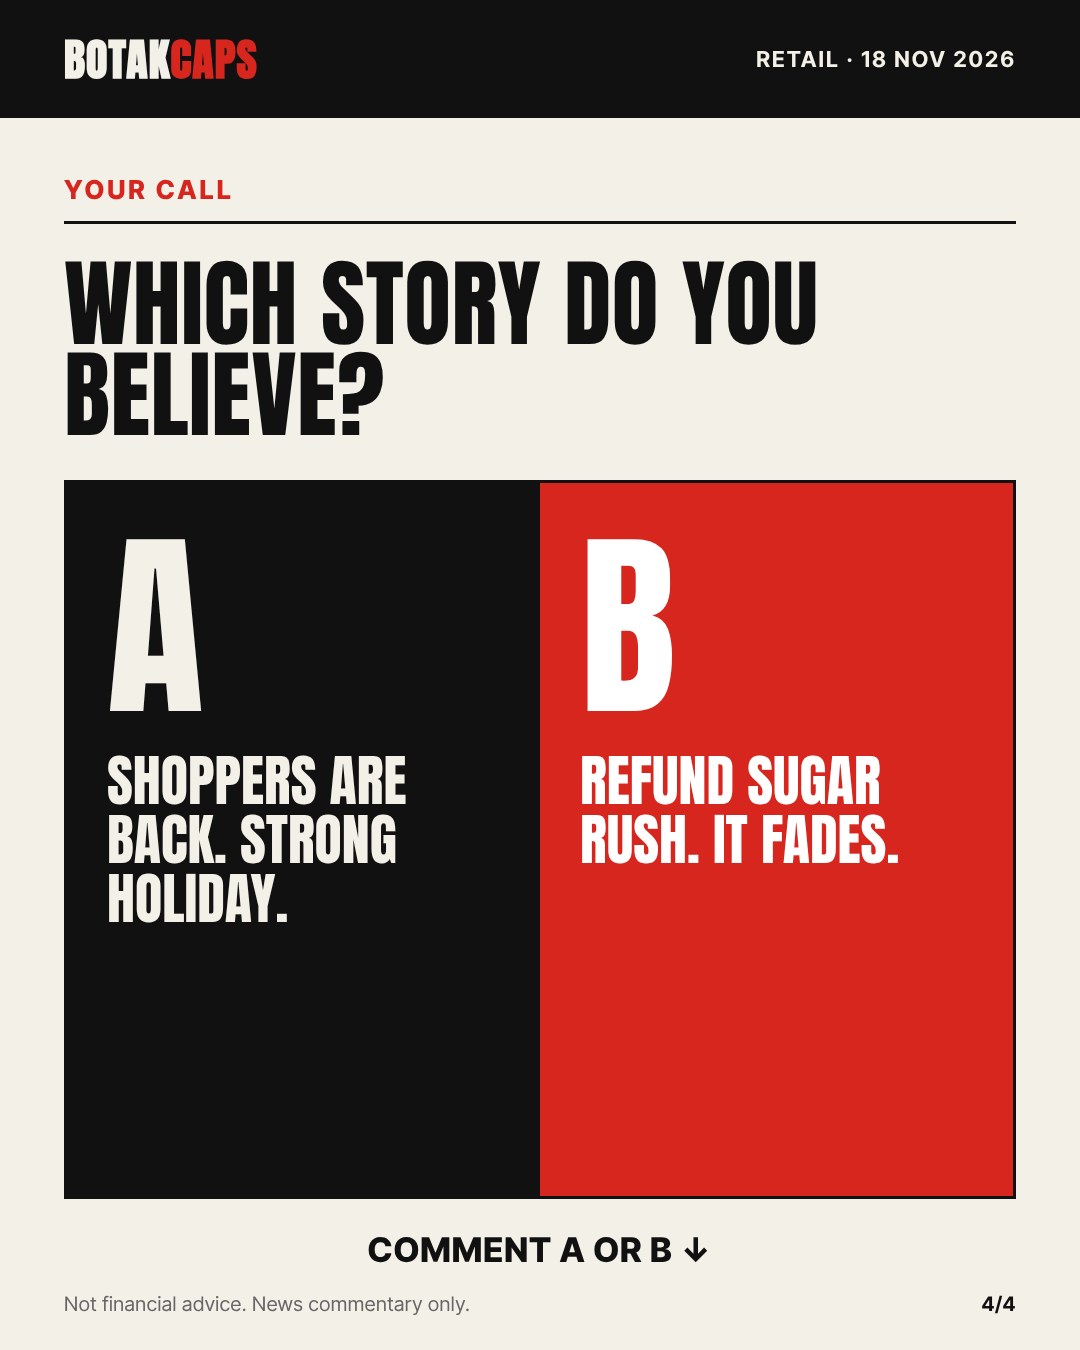 BOTAKCAPS
RETAIL · 18 NOV 2026
YOUR CALL
WHICH STORY DO YOU
BELIEVE?
A
SHOPPERS ARE
BACK. STRONG
HOLIDAY.
B
REFUND SUGAR
RUSH. IT FADES.
COMMENT A OR B ↓
Not financial advice. News commentary only.
4/4